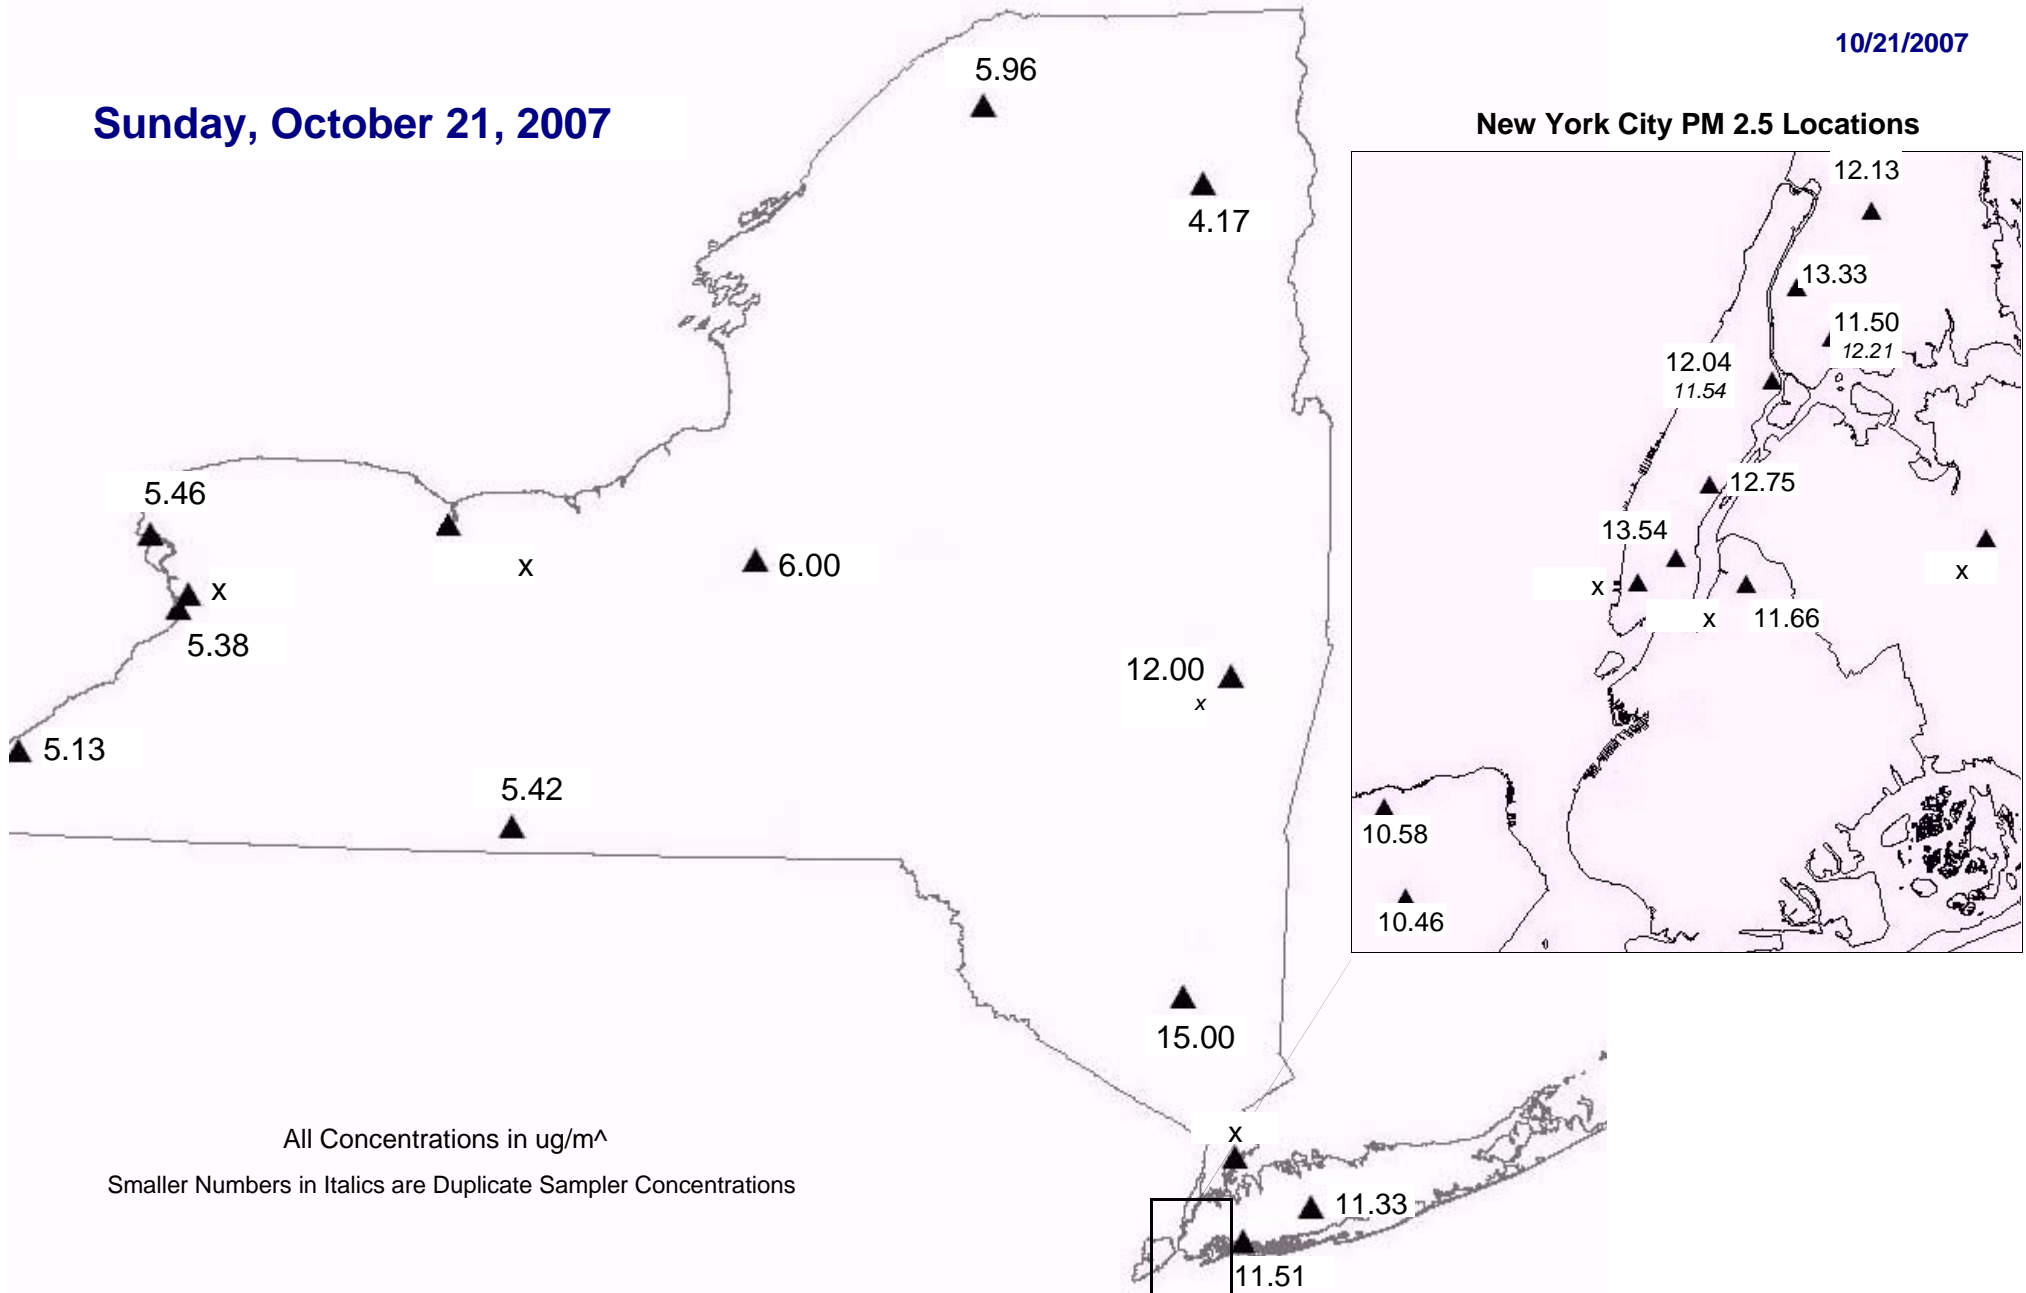 10/21/2007
Sunday, October 21, 2007
5.96
4.17
5.46
x
5.38
x
6.00
12.00
x
5.13
5.42
15.00
x
11.33
11.51
All Concentrations in ug/m^
Smaller Numbers in Italics are Duplicate Sampler Concentrations
New York City PM 2.5 Locations
12.13
13.33
11.50
12.21
12.04
11.54
12.75
13.54
x
x
x
11.66
10.58
10.46